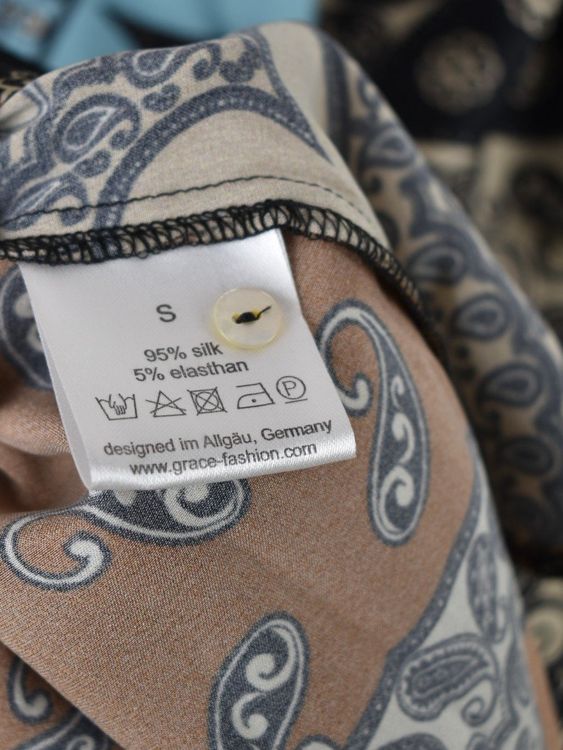 S
95% silk
5% elasthan
P
designed im Allgäu, Germany
www.grace-fashion.com